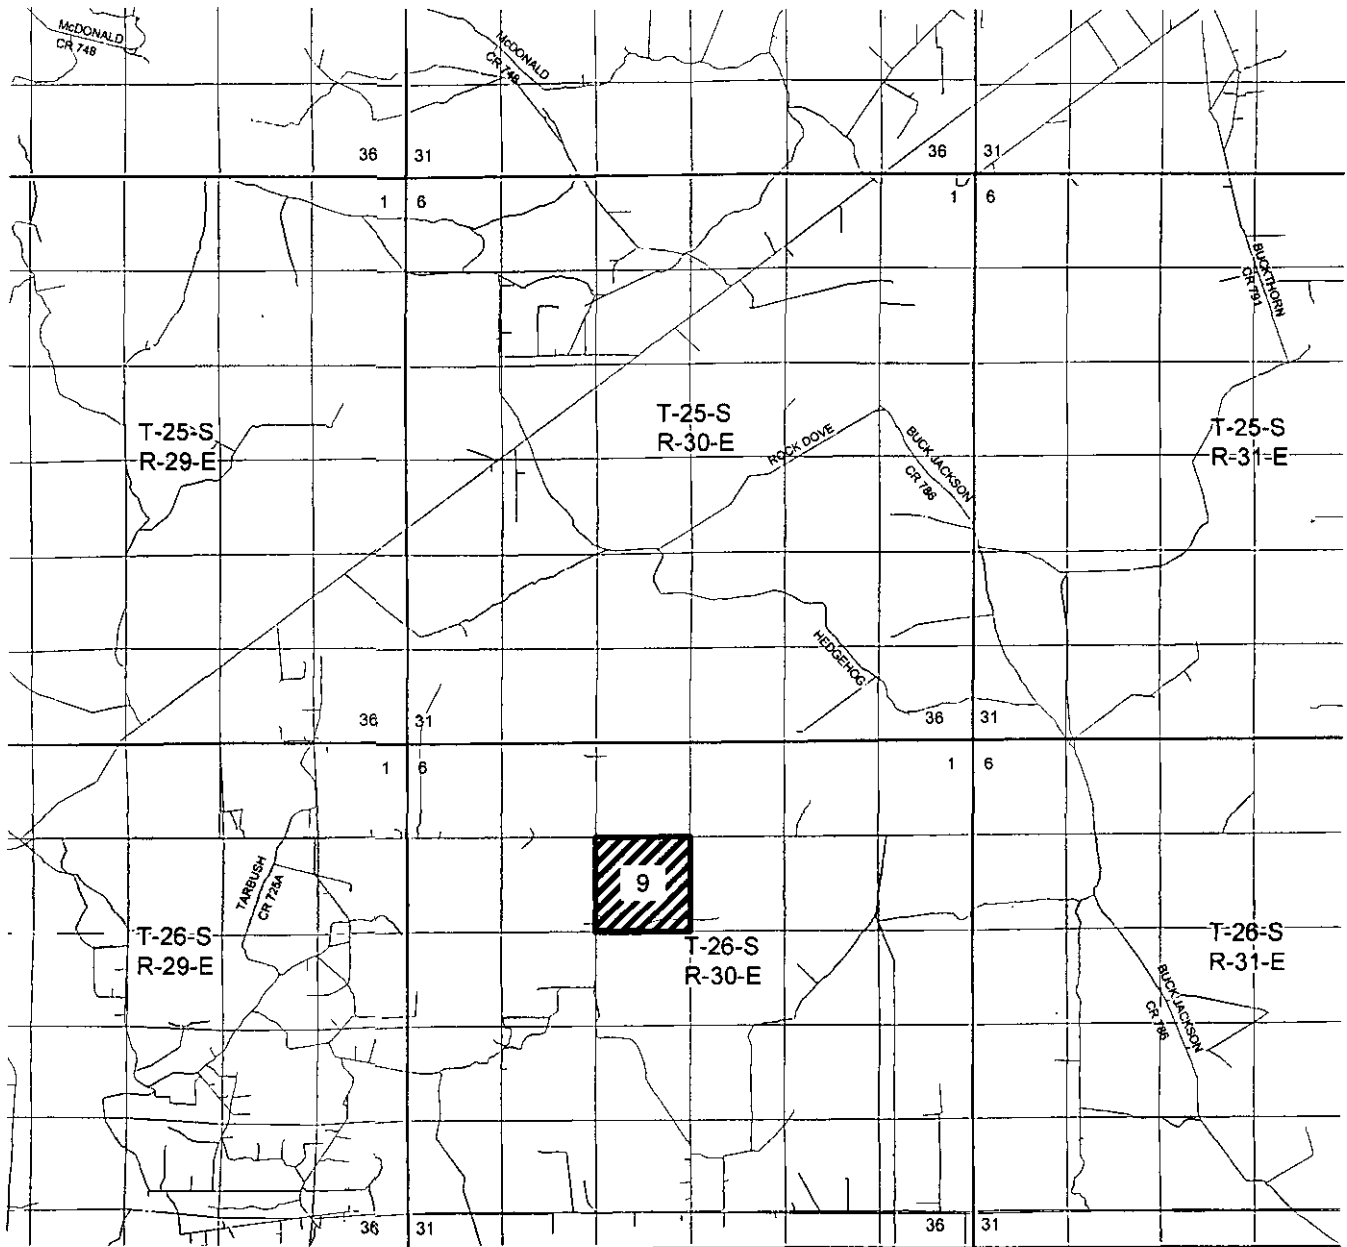 McDONALD
CR 748
McDONALD
CR 748
36 31
36 31
1 6
1 6
BUCKTHORN
CR 791
T-25-S
R-29-E
T-25-S
R-30-E
T-25-S
R-31-E
ROCK DOVE
BUCK JACKSON
CR 786
HEDGEHOG
36 31
36 31
1 6
1 6
TARBUSH
CR 725A
9
T-26-S
R-29-E
T-26-S
R-30-E
T-26-S
R-31-E
BUCK JACKSON
CR 786
36 31
36 31